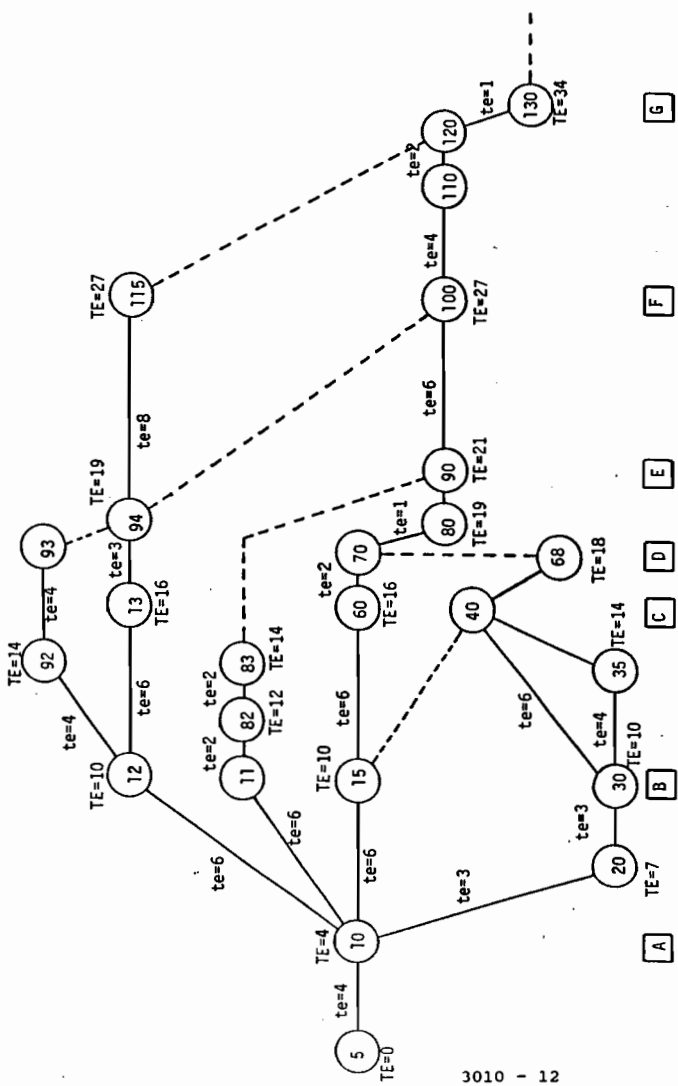 TE=14
92
te=4
93
te=4
TE=10
12
te=6
13
TE=16
te=3
94
TE=19
te=8
115
TE=27
te=6
11
te=2
82
TE=12
te=2
83
TE=14
te=6
5
TE=0
te=4
10
TE=4
te=6
15
TE=10
te=6
60
TE=16
te=2
70
te=1
80
TE=19
90
TE=21
te=6
100
TE=27
te=4
110
te=2
120
te=1
130
TE=34
te=3
20
TE=7
te=3
30
TE=10
te=6
te=4
35
TE=14
40
68
TE=18
A
B
C
D
E
F
G
3010 - 12